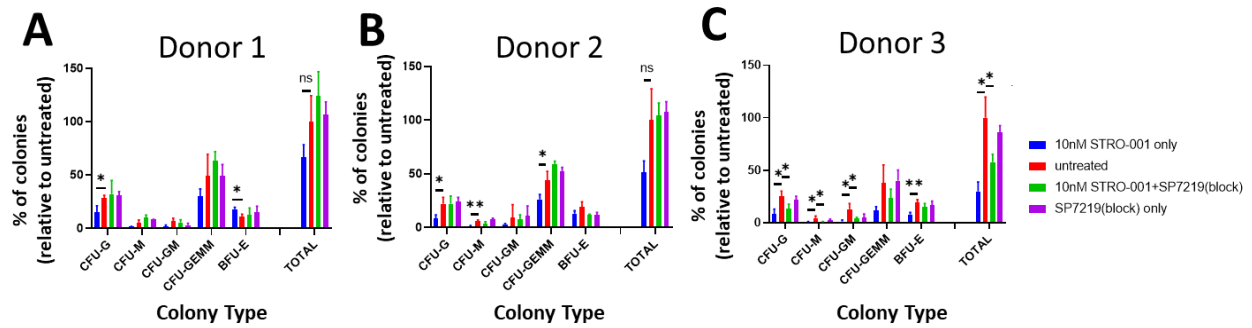 A
Donor 1
% of colonies
(relative to untreated)
150
100
50
0
*
*
ns
CFU-G
CFU-M
CFU-GM
CFU-GEMM
BFU-E
TOTAL
Colony Type
B
Donor 2
% of colonies
(relative to untreated)
150
100
50
0
*
**
*
ns
CFU-G
CFU-M
CFU-GM
CFU-GEMM
BFU-E
TOTAL
Colony Type
C
Donor 3
% of colonies
(relative to untreated)
150
100
50
0
* *
* *
* *
**
* *
CFU-G
CFU-M
CFU-GM
CFU-GEMM
BFU-E
TOTAL
Colony Type
10nM STRO-001 only
untreated
10nM STRO-001+SP7219(block)
SP7219(block) only